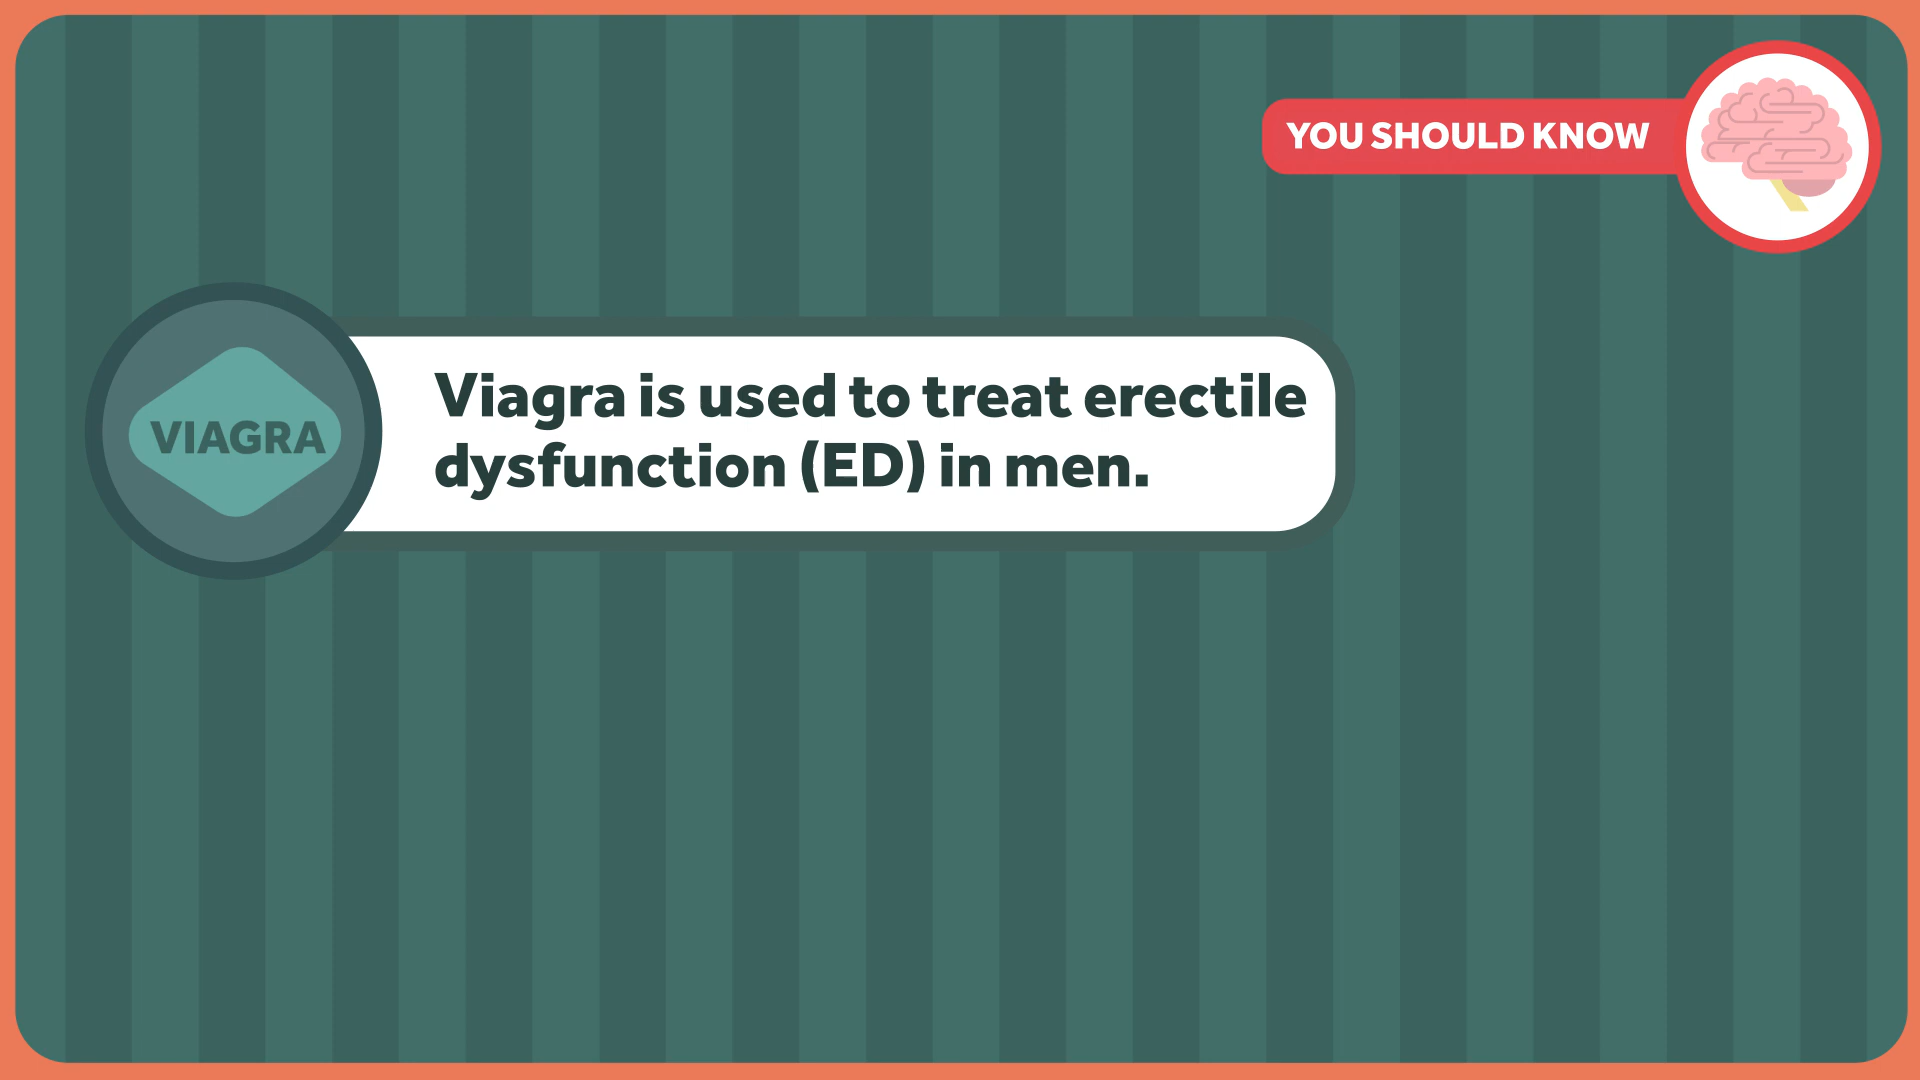 YOU SHOULD KNOW
VIAGRA
Viagra is used to treat erectile
dysfunction (ED) in men.